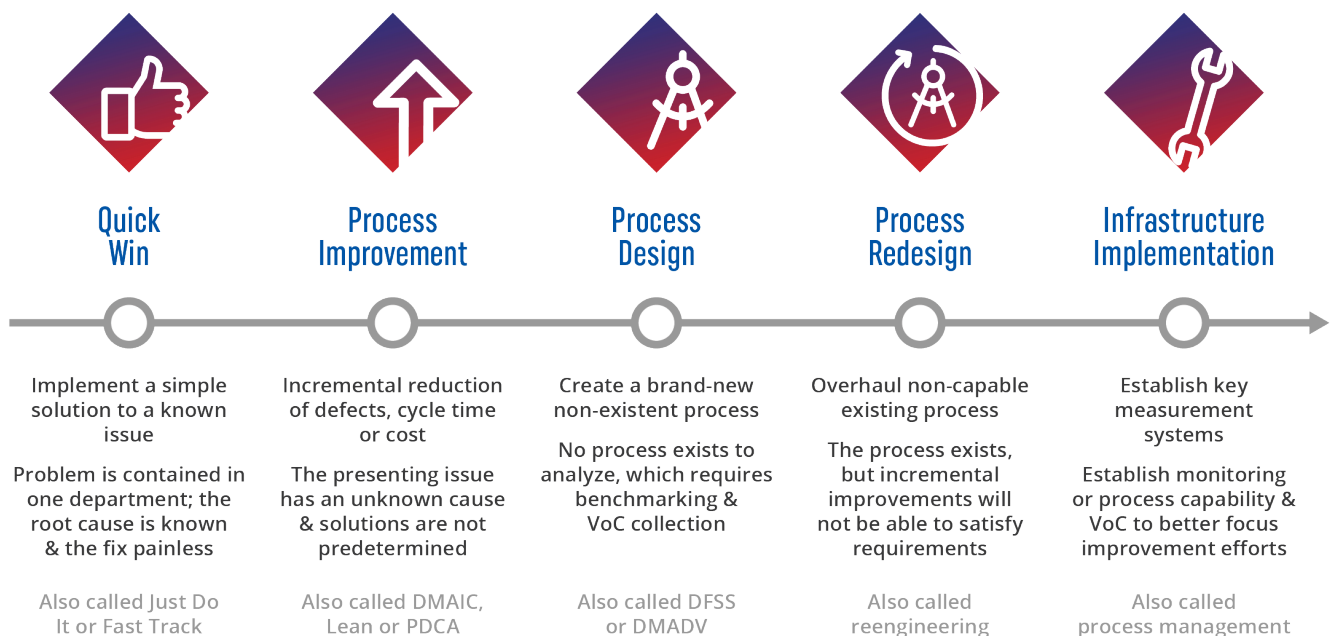 Quick
Win
Process
Improvement
Process
Design
Process
Redesign
Infrastructure
Implementation
Implement a simple
solution to a known
issue
Problem is contained in
one department; the
root cause is known
& the fix painless
Also called Just Do
It or Fast Track
Incremental reduction
of defects, cycle time
or cost
The presenting issue
has an unknown cause
& solutions are not
predetermined
Also called DMAIC,
Lean or PDCA
Create a brand-new
non-existent process
No process exists to
analyze, which requires
benchmarking &
VoC collection
Also called DFSS
or DMADV
Overhaul non-capable
existing process
The process exists,
but incremental
improvements will
not be able to satisfy
requirements
Also called
reengineering
Establish key
measurement
systems
Establish monitoring
or process capability &
VoC to better focus
improvement efforts
Also called
process management